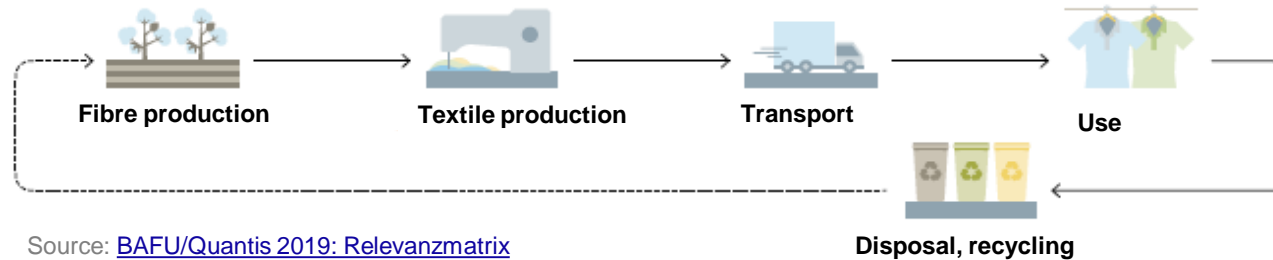 Fibre production
Textile production
Transport
Use
Disposal, recycling
Source: BAFU/Quantis 2019: Relevanzmatrix